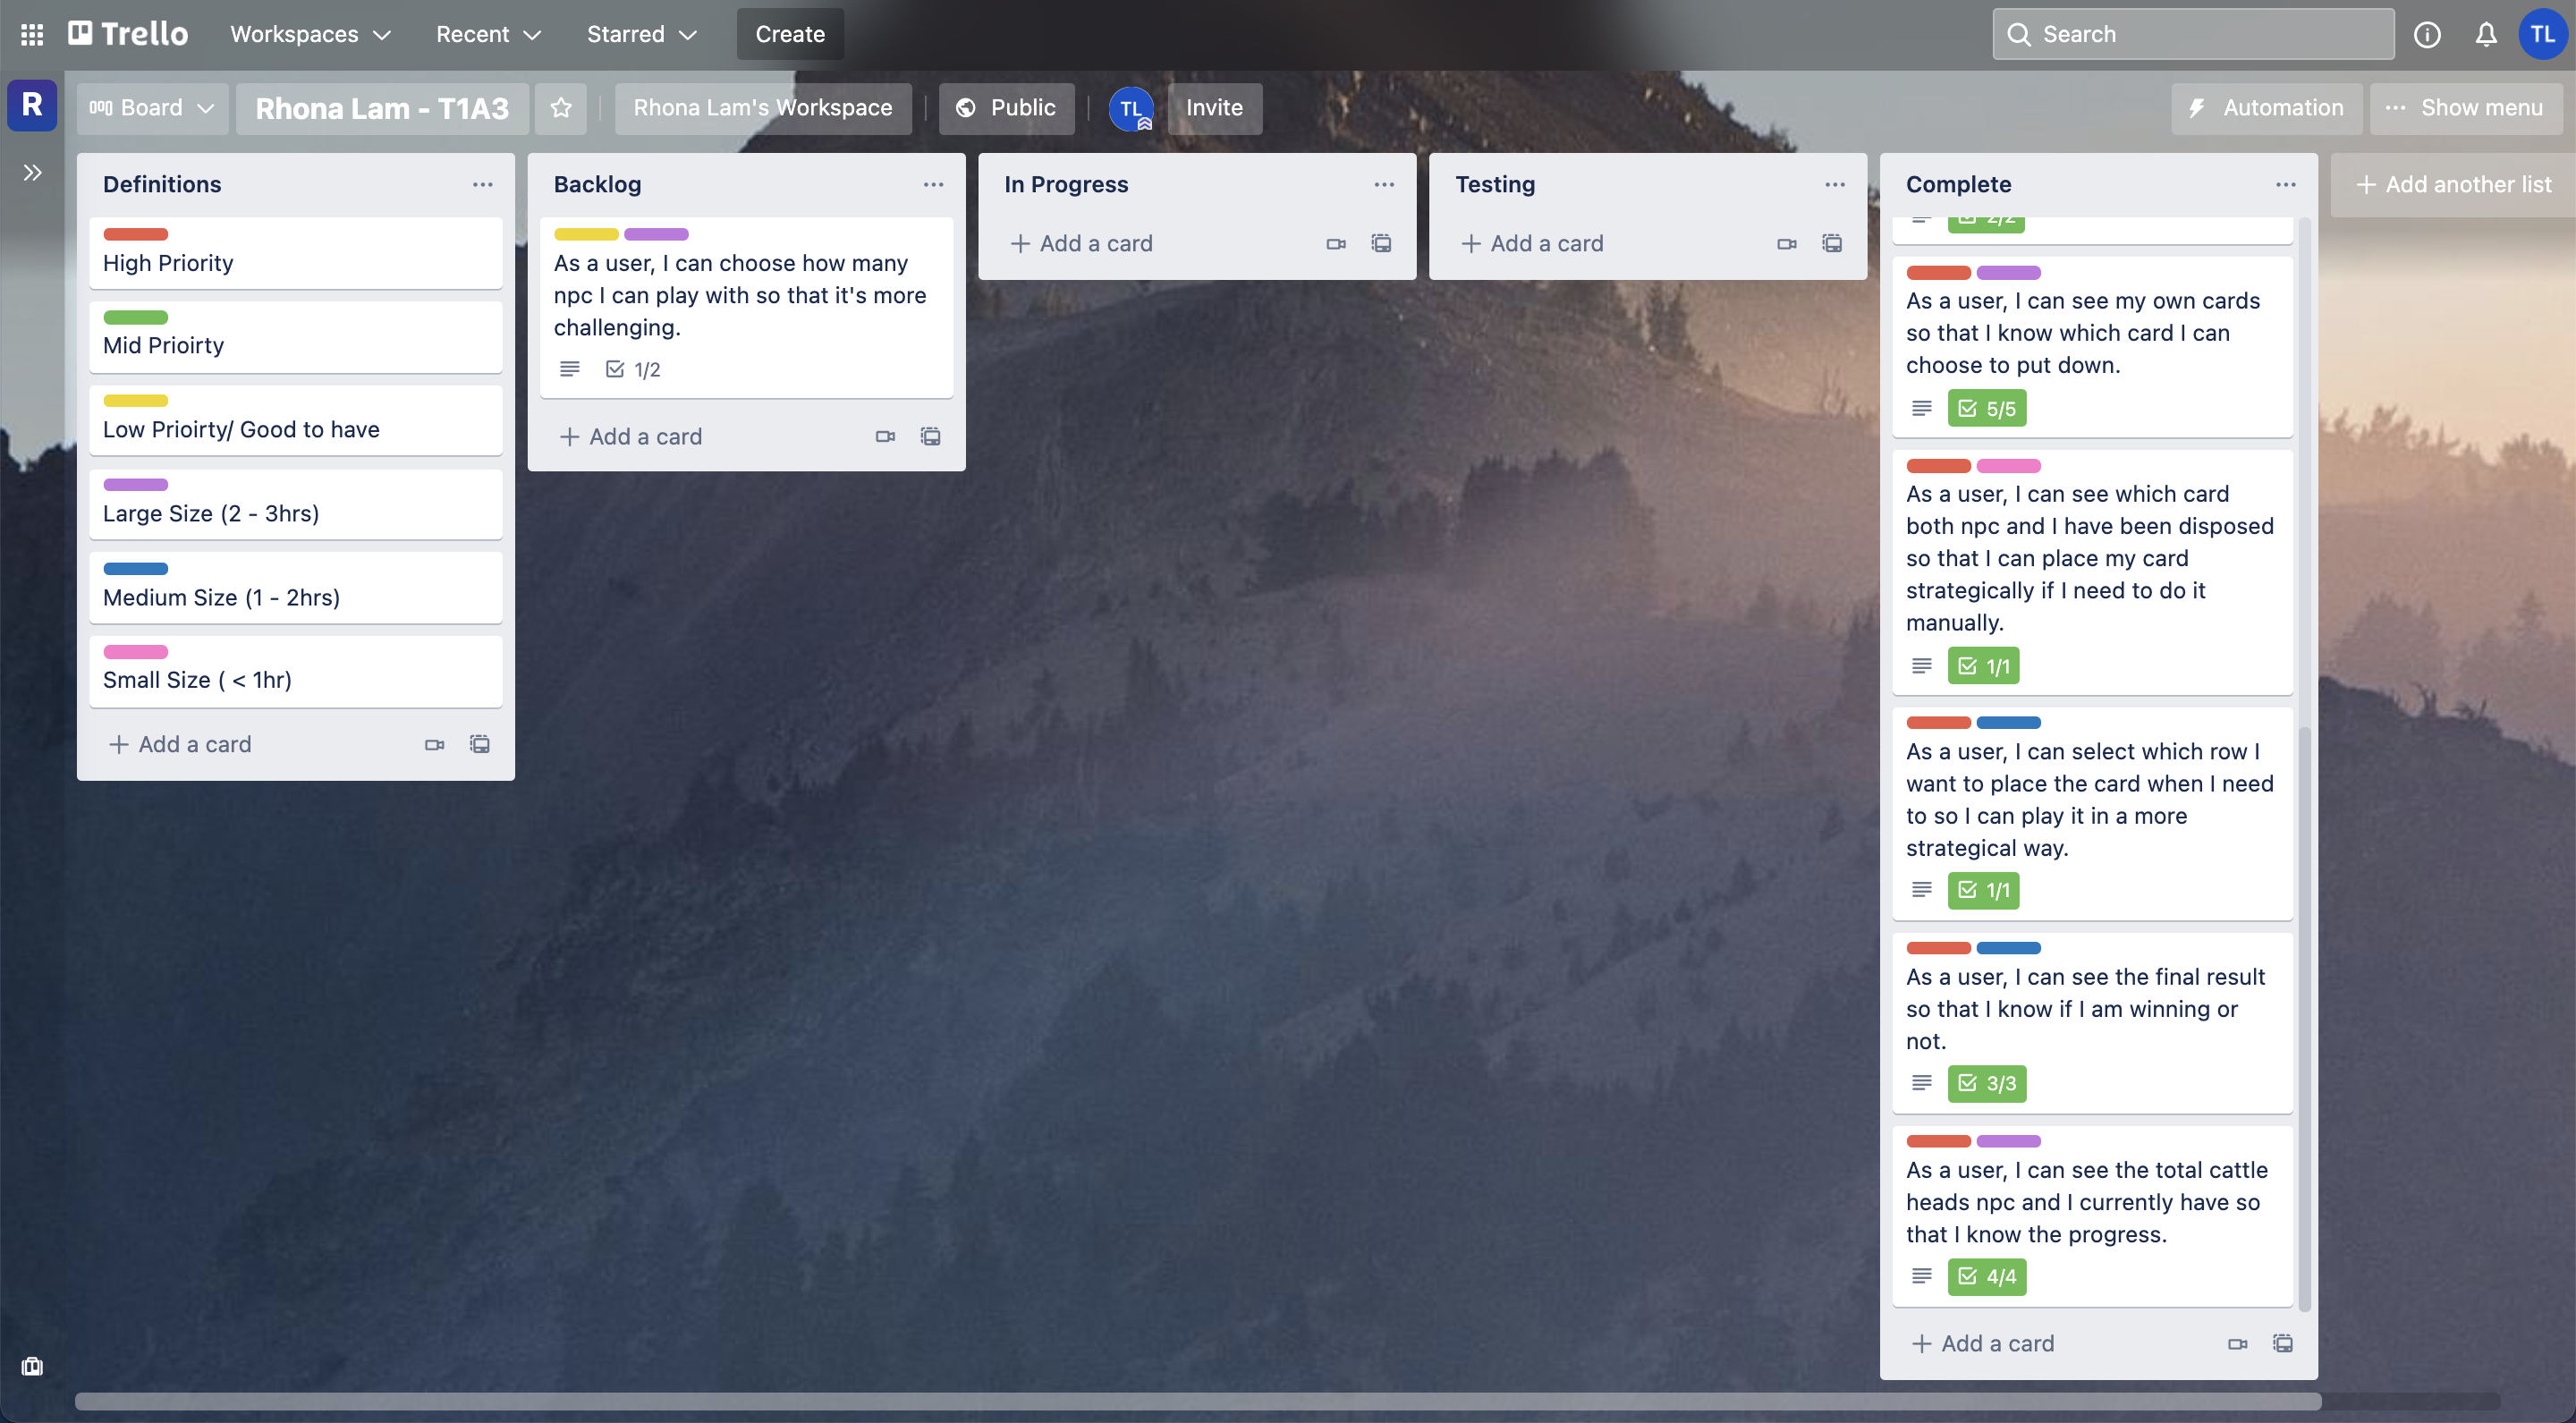 Trello
Workspaces
Recent
Starred
Create
Search
TL
R
Board
Rhona Lam - T1A3
Rhona Lam's Workspace
Public
TL
Invite
Automation
Show menu
Definitions
High Priority
Mid Prioirty
Low Prioirty/ Good to have
Large Size (2 - 3hrs)
Medium Size (1 - 2hrs)
Small Size ( < 1hr)
Add a card
Backlog
As a user, I can choose how many
npc I can play with so that it's more
challenging.
1/2
Add a card
In Progress
Add a card
Testing
Add a card
Complete
2/2
As a user, I can see my own cards
so that I know which card I can
choose to put down.
5/5
As a user, I can see which card
both npc and I have been disposed
so that I can place my card
strategically if I need to do it
manually.
1/1
As a user, I can select which row I
want to place the card when I need
to so I can play it in a more
strategical way.
1/1
As a user, I can see the final result
so that I know if I am winning or
not.
3/3
As a user, I can see the total cattle
heads npc and I currently have so
that I know the progress.
4/4
Add a card
Add another list